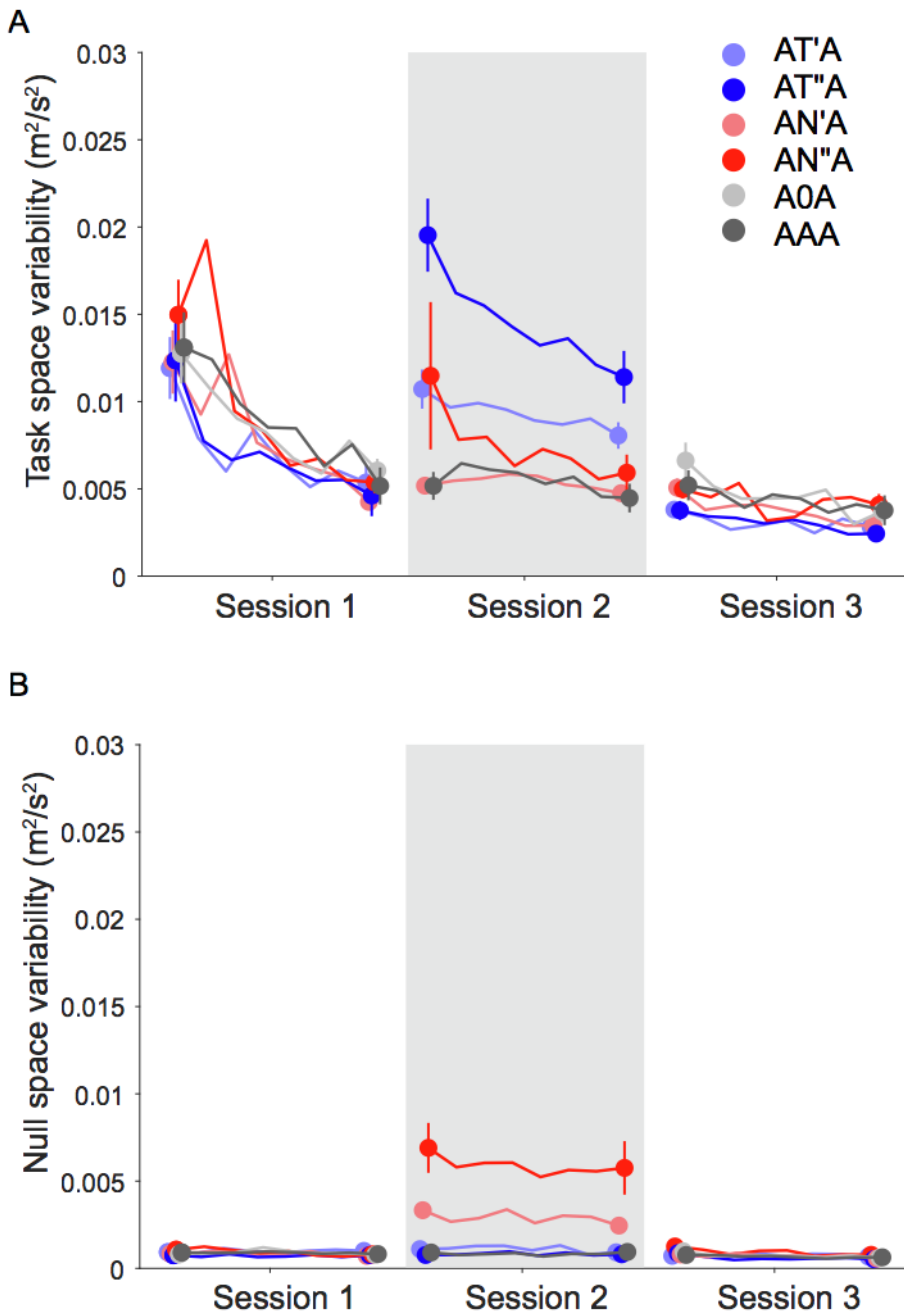 A
Task space variability (m²/s²)
0.03
0.025
0.02
0.015
0.01
0.005
0
AT'A
AT"A
AN'A
AN"A
A0A
AAA
Session 1
Session 2
Session 3
B
Null space variability (m²/s²)
0.03
0.025
0.02
0.015
0.01
0.005
0
Session 1
Session 2
Session 3